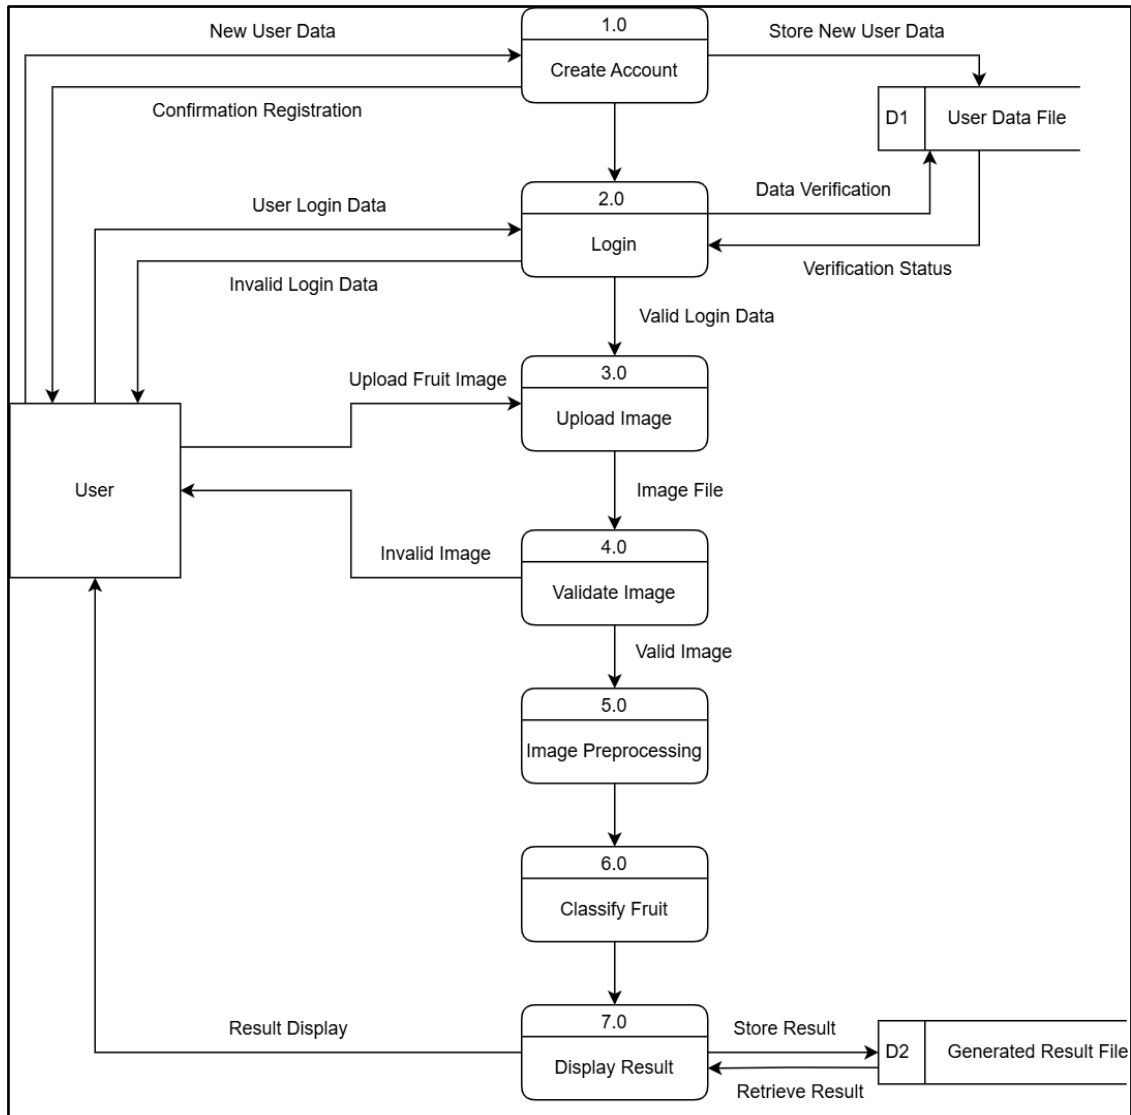 New User Data
1.0
Store New User Data
Create Account
Confirmation Registration
D1
User Data File
User Login Data
2.0
Data Verification
Login
Invalid Login Data
Verification Status
Valid Login Data
Upload Fruit Image
3.0
Upload Image
User
Image File
Invalid Image
4.0
Validate Image
Valid Image
5.0
Image Preprocessing
6.0
Classify Fruit
Result Display
7.0
Store Result
D2
Generated Result File
Display Result
Retrieve Result